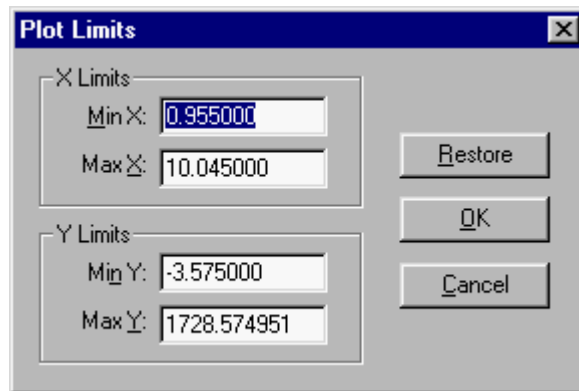 Plot Limits
X Limits
Min X: 0.955000
Max X: 10.045000
Restore
OK
Y Limits
Min Y: -3.575000
Max Y: 1728.574951
Cancel